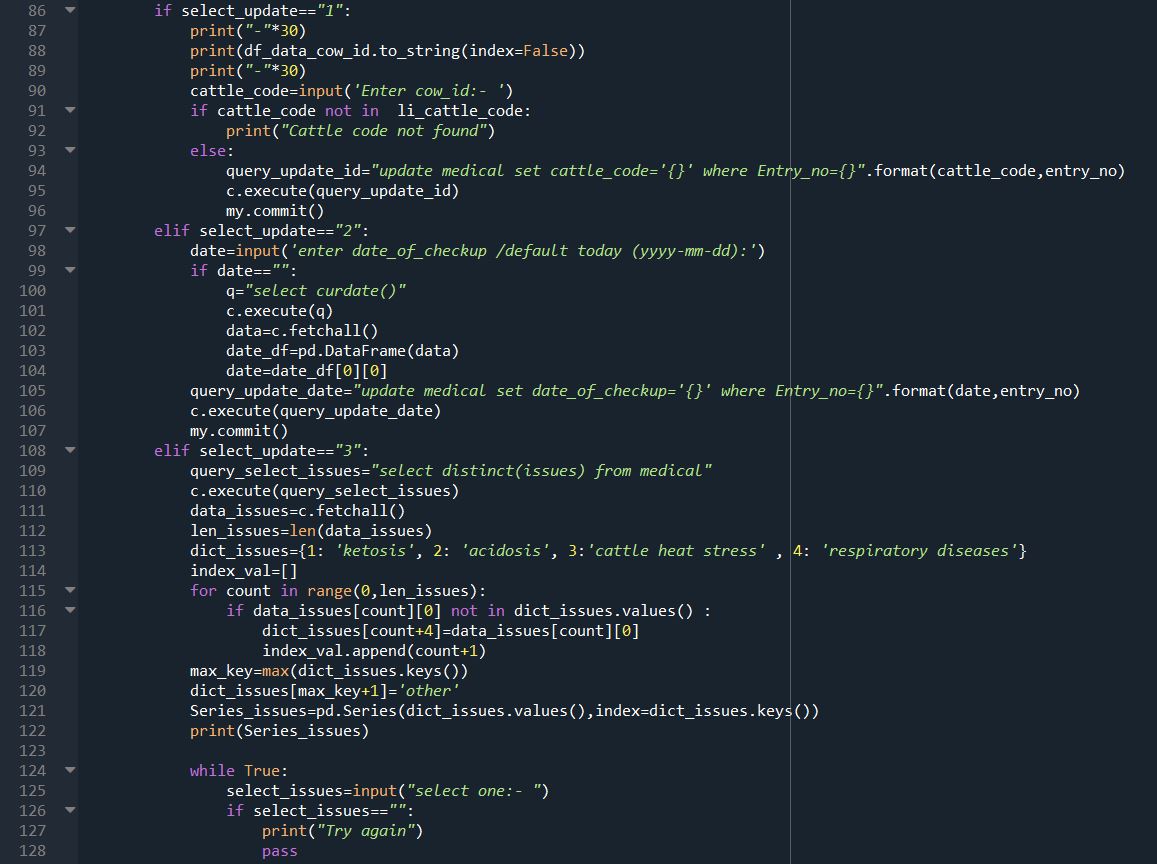 86 if select_update=="1":
87 print("-"*30)
88 print(df_data_cow_id.to_string(index=False))
89 print("-"*30)
90 cattle_code=input('Enter cow_id:- ')
91 if cattle_code not in  li_cattle_code:
92 print("Cattle code not found")
93 else:
94 query_update_id="update medical set cattle_code='{}' where Entry_no={}".format(cattle_code,entry_no)
95 c.execute(query_update_id)
96 my.commit()
97 elif select_update=="2":
98 date=input('enter date_of_checkup /default today (yyyy-mm-dd):')
99 if date=="":
100 q="select curdate()"
101 c.execute(q)
102 data=c.fetchall()
103 date_df=pd.DataFrame(data)
104 date=date_df[0][0]
105 query_update_date="update medical set date_of_checkup='{}' where Entry_no={}".format(date,entry_no)
106 c.execute(query_update_date)
107 my.commit()
108 elif select_update=="3":
109 query_select_issues="select distinct(issues) from medical"
110 c.execute(query_select_issues)
111 data_issues=c.fetchall()
112 len_issues=len(data_issues)
113 dict_issues={1: 'ketosis', 2: 'acidosis', 3:'cattle heat stress' , 4: 'respiratory diseases'}
114 index_val=[]
115 for count in range(0,len_issues):
116 if data_issues[count][0] not in dict_issues.values() :
117 dict_issues[count+4]=data_issues[count][0]
118 index_val.append(count+1)
119 max_key=max(dict_issues.keys())
120 dict_issues[max_key+1]='other'
121 Series_issues=pd.Series(dict_issues.values(),index=dict_issues.keys())
122 print(Series_issues)
123
124 while True:
125 select_issues=input("select one:- ")
126 if select_issues=="":
127 print("Try again")
128 pass